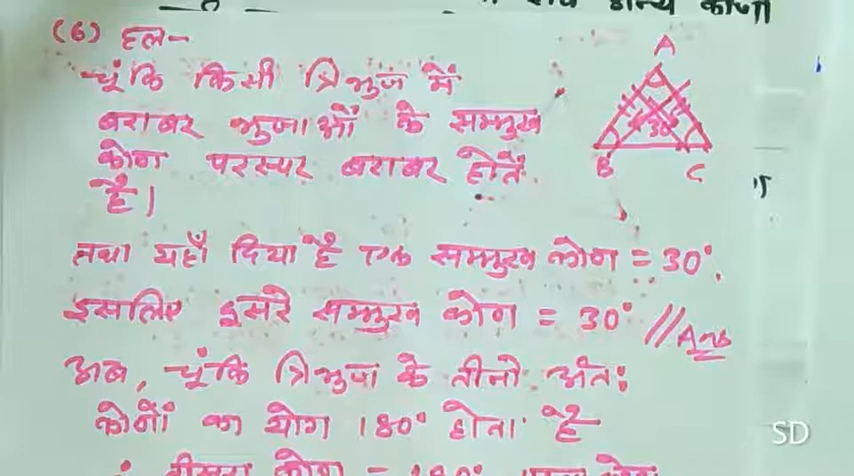 शेष अन्य कोणों
(6) हल-
चूंकि किसी त्रिभुज में
बराबर भुजाओं के सम्मुख
कोण परस्पर बराबर होतें
है।
A
30°
B
C
तथा यहाँ दिया है एक सम्मुख कोण = 30°.
इसलिए दूसरे सम्मुख कोण = 30° // Ans
अब, चूंकि त्रिभुज के तीनो अंत:
कोणों का योग 180° होता है
SD